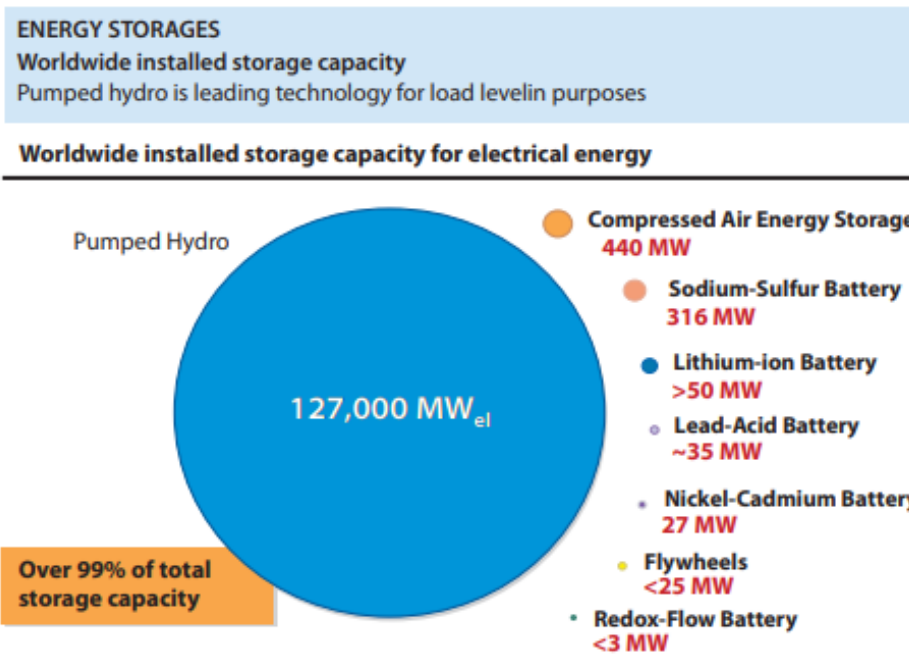 ENERGY STORAGES
Worldwide installed storage capacity
Pumped hydro is leading technology for load levelin purposes
Worldwide installed storage capacity for electrical energy
Pumped Hydro
127,000 MWel
Over 99% of total
storage capacity
Compressed Air Energy Storage
440 MW
Sodium-Sulfur Battery
316 MW
Lithium-ion Battery
>50 MW
Lead-Acid Battery
~35 MW
Nickel-Cadmium Battery
27 MW
Flywheels
<25 MW
Redox-Flow Battery
<3 MW